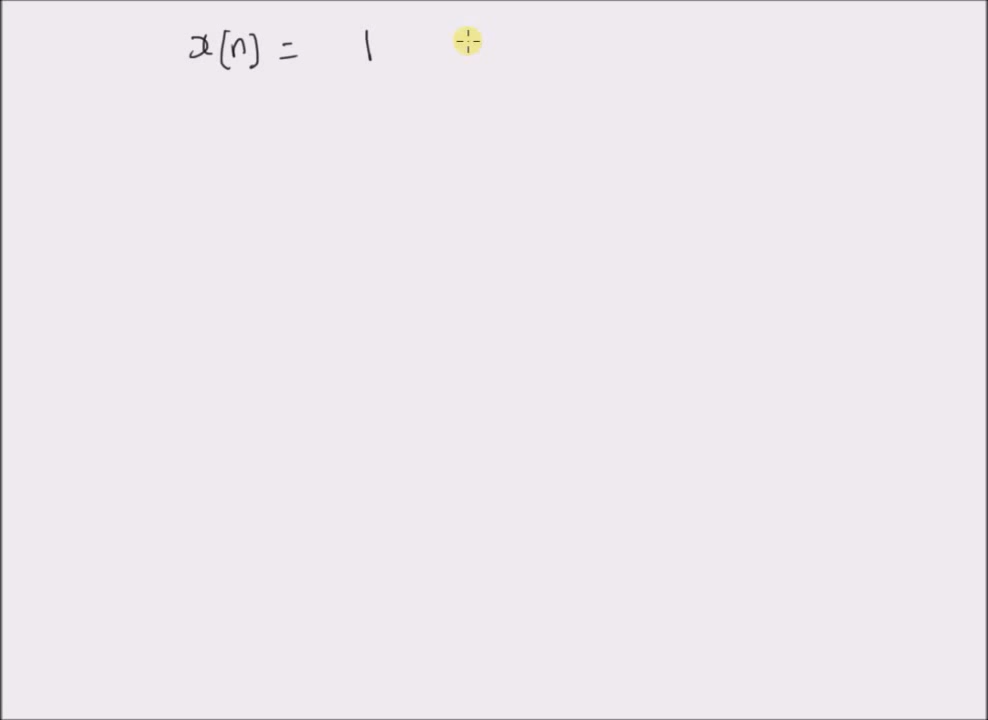 x[n] = 1